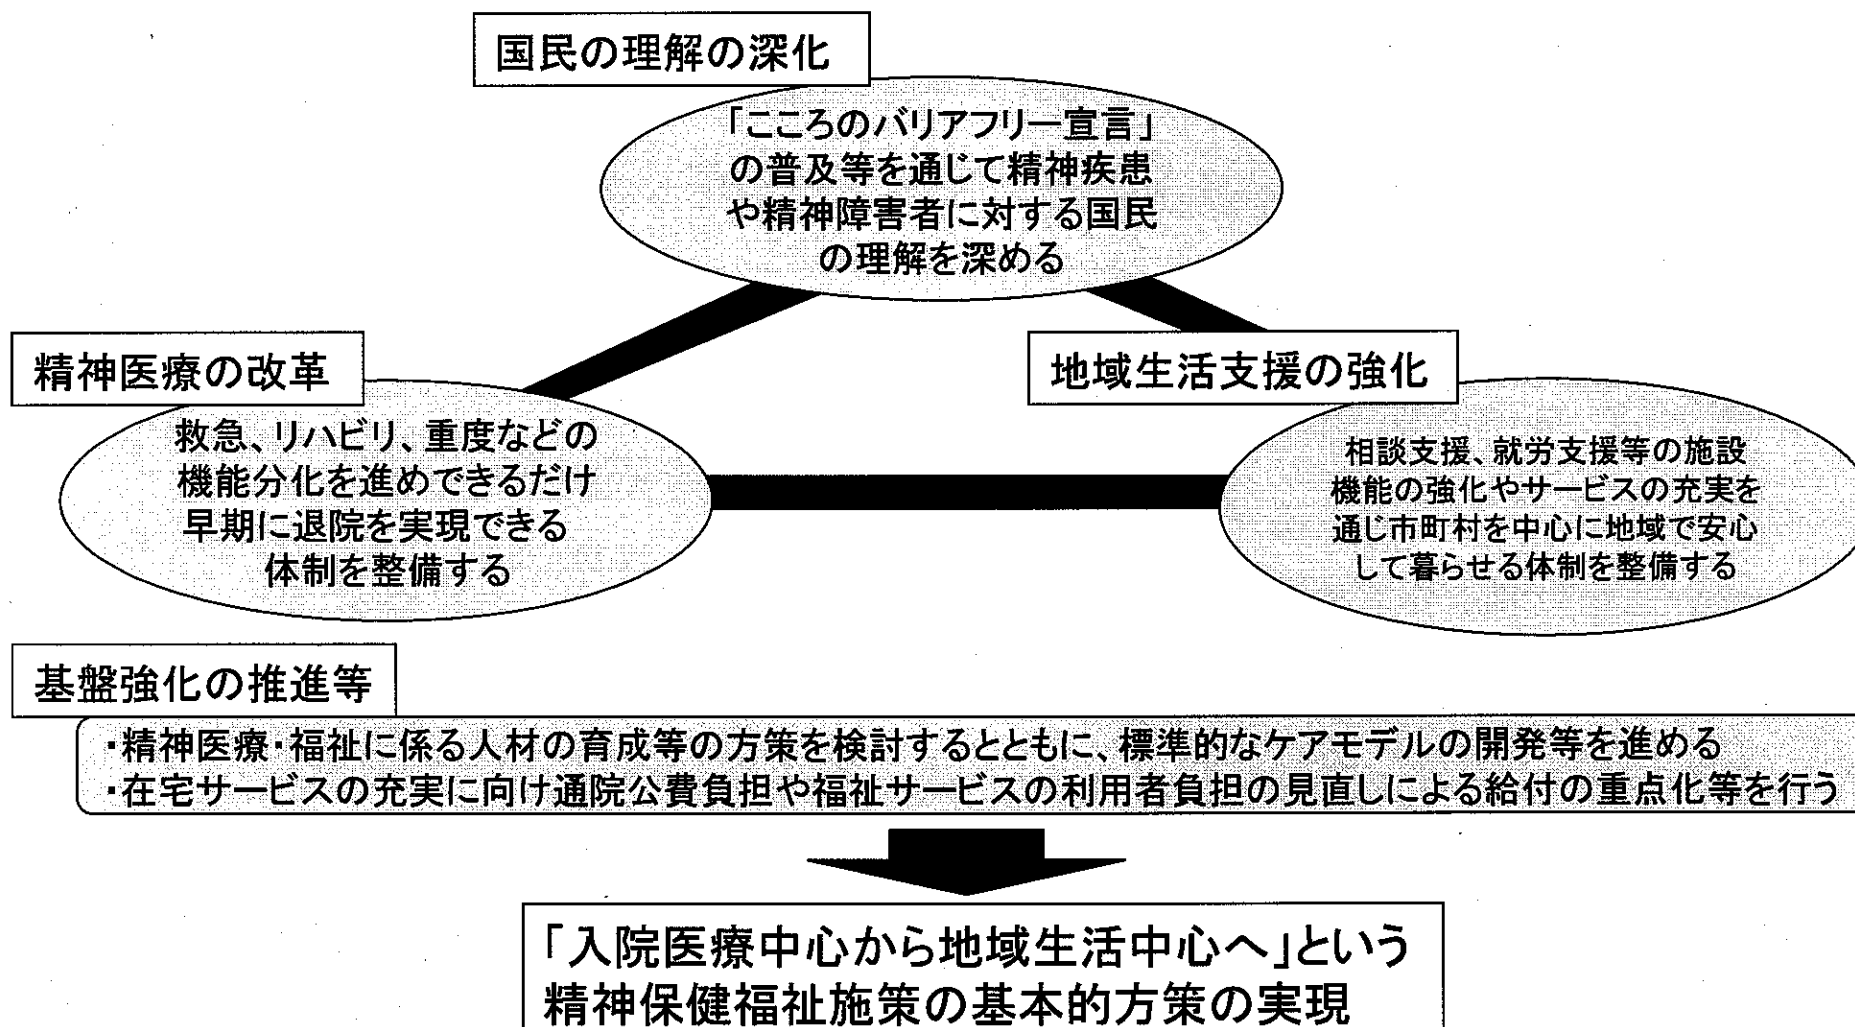 国民の理解の深化
「こころのバリアフリー宣言」
の普及等を通じて精神疾患
や精神障害者に対する国民
の理解を深める
精神医療の改革
救急、リハビリ、重度などの
機能分化を進めできるだけ
早期に退院を実現できる
体制を整備する
地域生活支援の強化
相談支援、就労支援等の施設
機能の強化やサービスの充実を
通じ市町村を中心に地域で安心
して暮らせる体制を整備する
基盤強化の推進等
・精神医療・福祉に係る人材の育成等の方策を検討するとともに、標準的なケアモデルの開発等を進める
・在宅サービスの充実に向け通院公費負担や福祉サービスの利用者負担の見直しによる給付の重点化等を行う
「入院医療中心から地域生活中心へ」という
精神保健福祉施策の基本的方策の実現